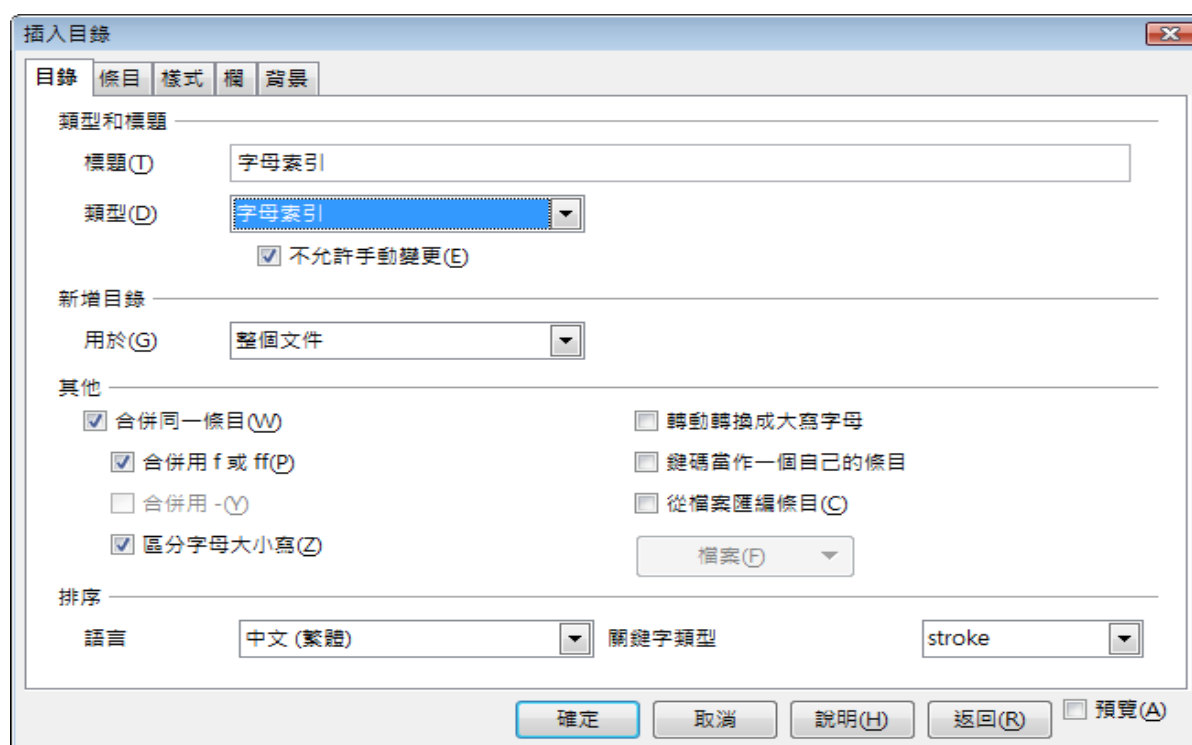 插入目錄
目錄 條目 樣式 欄 背景
類型和標題
標題(T) 字母索引
類型(D) 字母索引
不允許手動變更(E)
新增目錄
用於(G) 整個文件
其他
合併同一條目(W) 轉動轉換成大寫字母
合併用 f 或 ff(P) 鍵碼當作一個自己的條目
合併用 -(Y) 從檔案匯編條目(C)
區分字母大小寫(Z) 檔案(F)
排序
語言 中文 (繁體) 關鍵字類型 stroke
確定 取消 說明(H) 返回(R) 預覽(A)